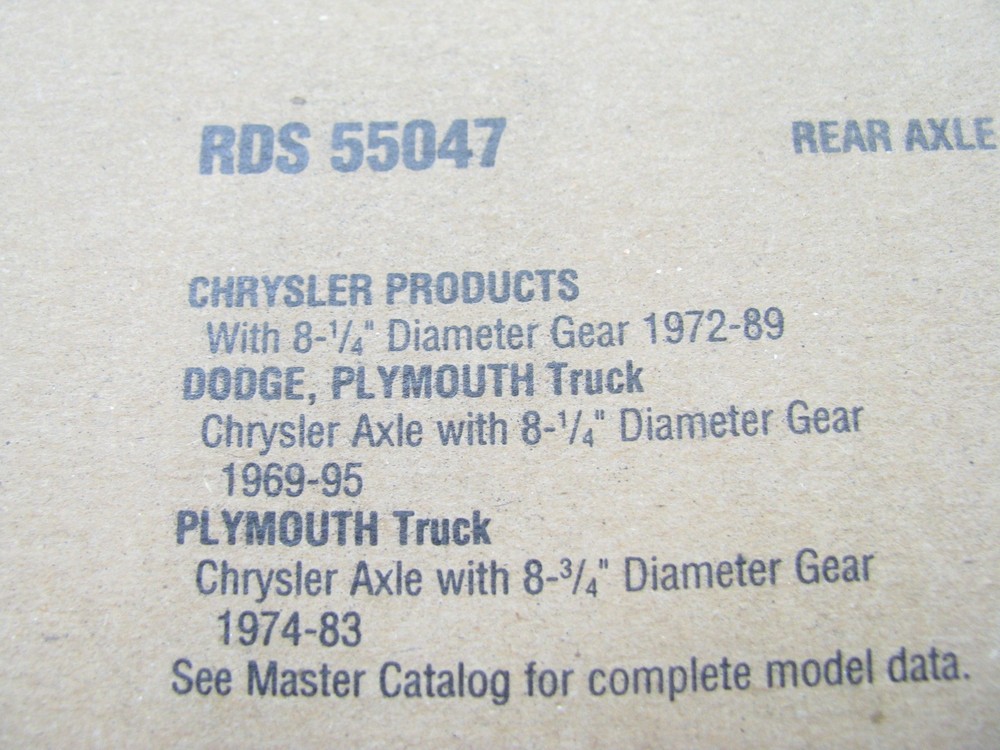 RDS 55047 REAR AXLE
CHRYSLER PRODUCTS
With 8-1/4" Diameter Gear 1972-89
DODGE, PLYMOUTH Truck
Chrysler Axle with 8-1/4" Diameter Gear
1969-95
PLYMOUTH Truck
Chrysler Axle with 8-3/4" Diameter Gear
1974-83
See Master Catalog for complete model data.